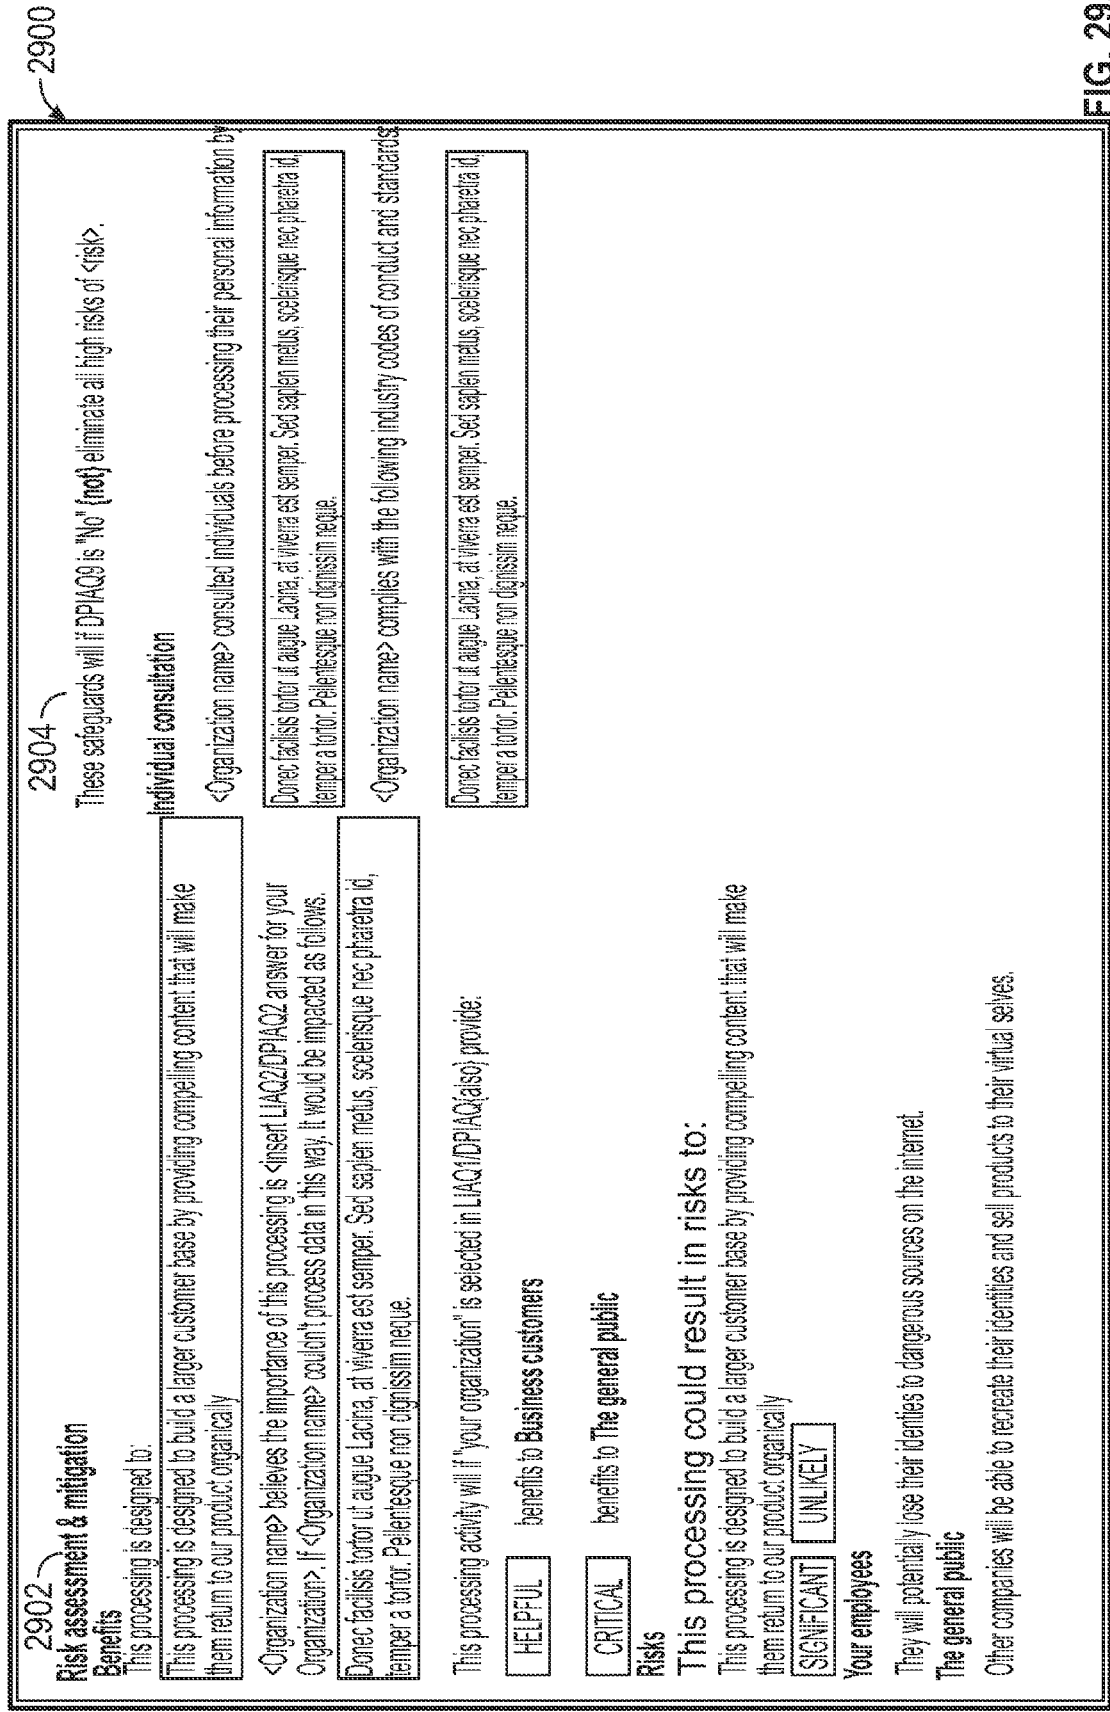 2900
2902
Risk assessment & mitigation
Benefits
This processing is designed to:
This processing is designed to build a larger customer base by providing compelling content that will make
them return to our product organically
<Organization name> believes the importance of this processing is <insert LIAQ2/DPIAQ2 answer for your
Organization>. If <Organization name> couldn't process data in this way, it would be impacted as follows.
Donec facilisis tortor ut augue Lacina, at viverra est semper. Sed sapien metus, scelerisque nec pharetra id,
temper a tortor. Pellentesque non dignissim neque.
This processing activity will if "your organization" is selected in LIAQ1/DPIAQ(also) provide:
HELPFUL benefits to Business customers
CRITICAL benefits to The general public
Risks
This processing could result in risks to:
This processing is designed to build a larger customer base by providing compelling content that will make
them return to our product organically
SIGNIFICANT UNLIKELY
Your employees
They will potentially lose their identies to dangerous sources on the internet.
The general public
Other companies will be able to recreate their identities and sell products to their virtual selves.
2904
These safeguards will if DPIAQ9 is "No" (not) eliminate all high risks of <risk>.
Individual consultation
<Organization name> consulted individuals before processing their personal information by
Donec facilisis tortor ut augue Lacina, at viverra est semper. Sed sapien metus, scelerisque nec pharetra id,
temper a tortor. Pellentesque non dignissim neque.
<Organization name> complies with the following industry codes of conduct and standards:
Donec facilisis tortor ut augue Lacina, at viverra est semper. Sed sapien metus, scelerisque nec pharetra id,
temper a tortor. Pellentesque non dignissim neque.
FIG. 29